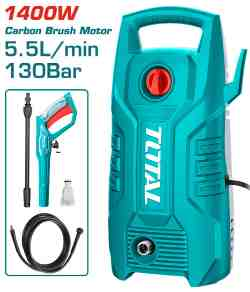 1400W
Carbon Brush Motor
5.5L/min
130Bar
TOTAL